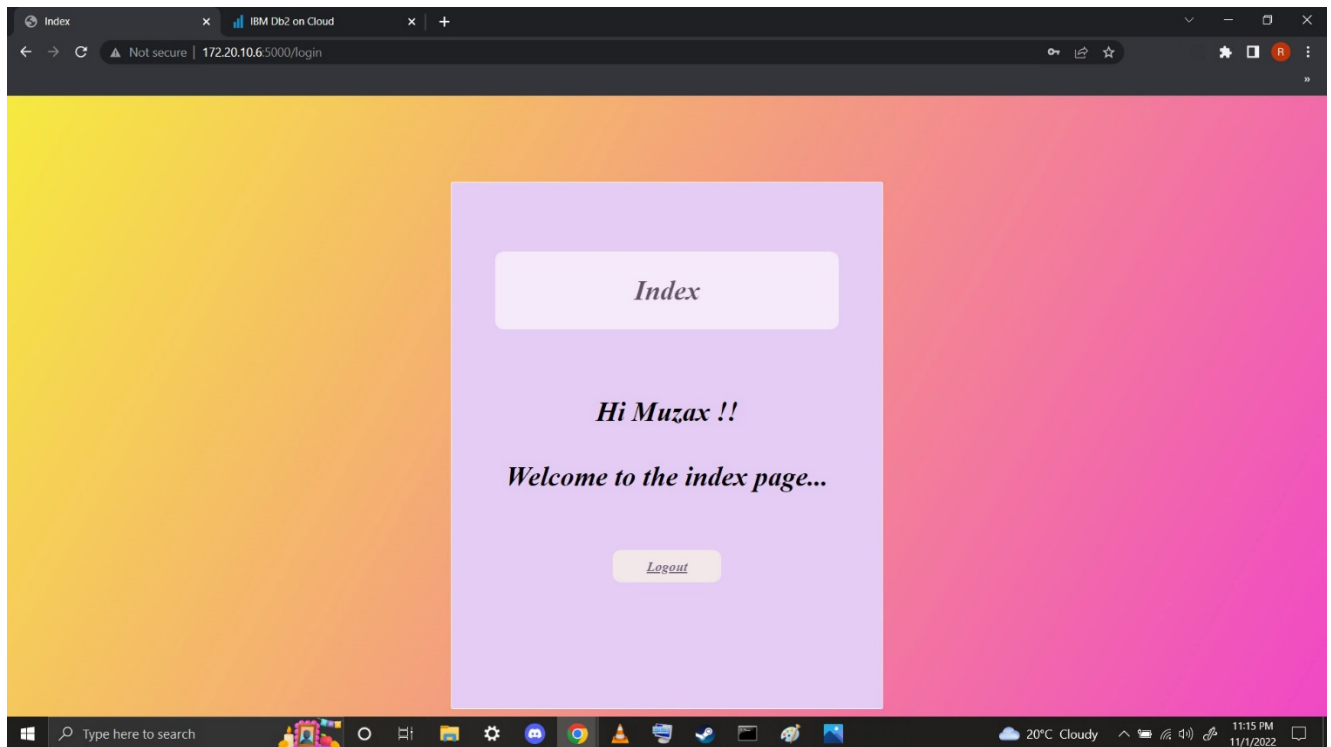 Index
IBM Db2 on Cloud
Not secure | 172.20.10.6:5000/login
R
»
Index
Hi Muzax !!
Welcome to the index page...
Logout
Type here to search
20°C Cloudy
11:15 PM
11/1/2022